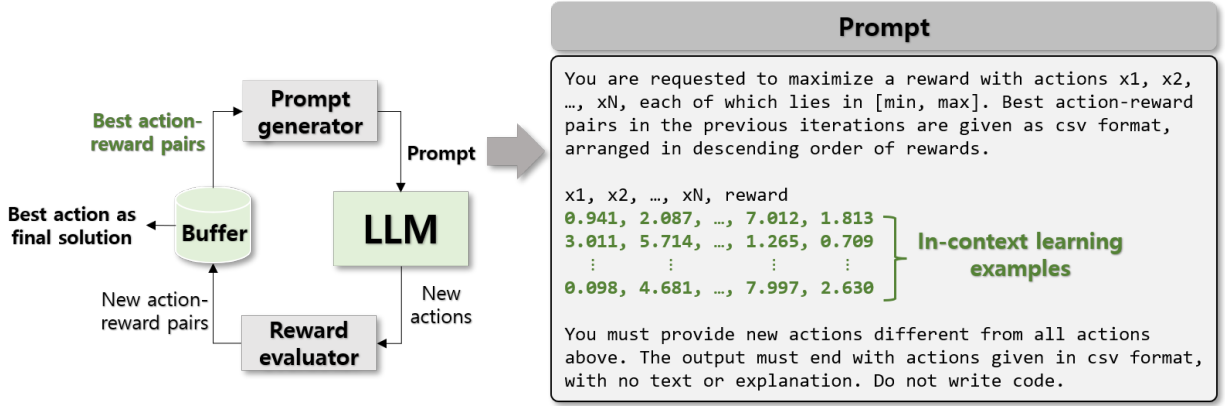 Prompt
generator
Best action-
reward pairs
Prompt
Best action as
final solution
Buffer
LLM
New action-
reward pairs
New
actions
Reward
evaluator
Prompt
You are requested to maximize a reward with actions x1, x2,
…, xN, each of which lies in [min, max]. Best action-reward
pairs in the previous iterations are given as csv format,
arranged in descending order of rewards.
x1, x2, …, xN, reward
0.941, 2.087, …, 7.012, 1.813
3.011, 5.714, …, 1.265, 0.709
⋮ ⋮ ⋮ ⋮
0.098, 4.681, …, 7.997, 2.630
In-context learning
examples
You must provide new actions different from all actions
above. The output must end with actions given in csv format,
with no text or explanation. Do not write code.